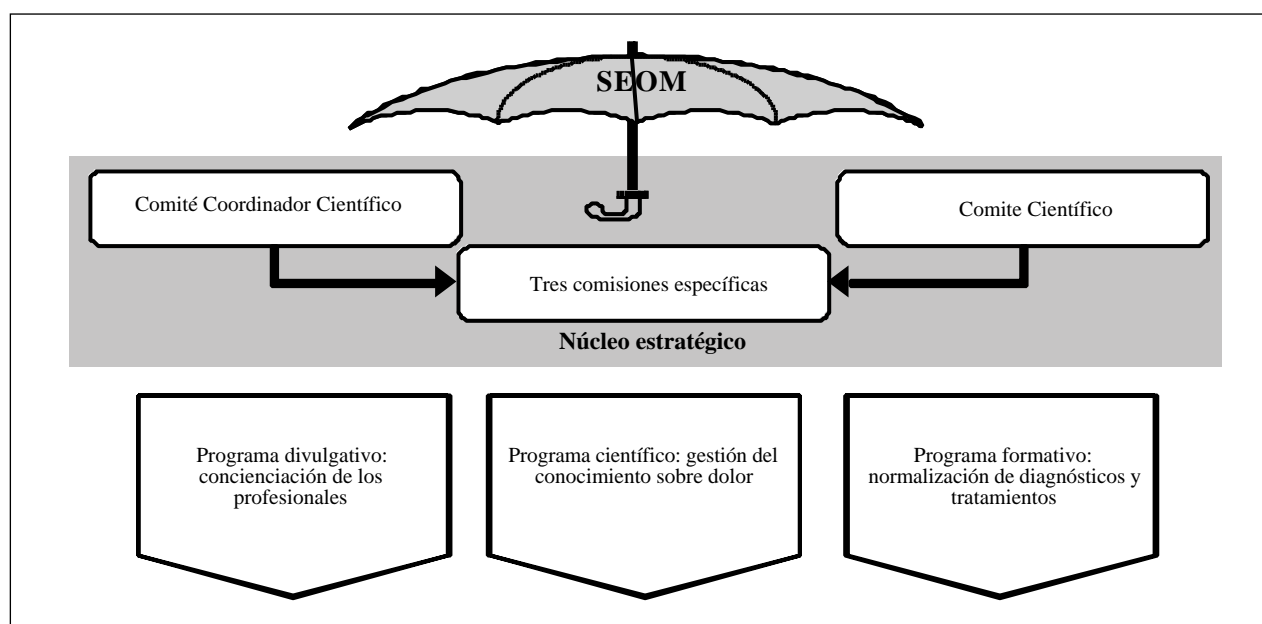 SEOM
Comité Coordinador Científico
Comite Científico
Tres comisiones específicas
Núcleo estratégico
Programa divulgativo:
concienciación de los
profesionales
Programa científico: gestión del
conocimiento sobre dolor
Programa formativo:
normalización de diagnósticos y
tratamientos